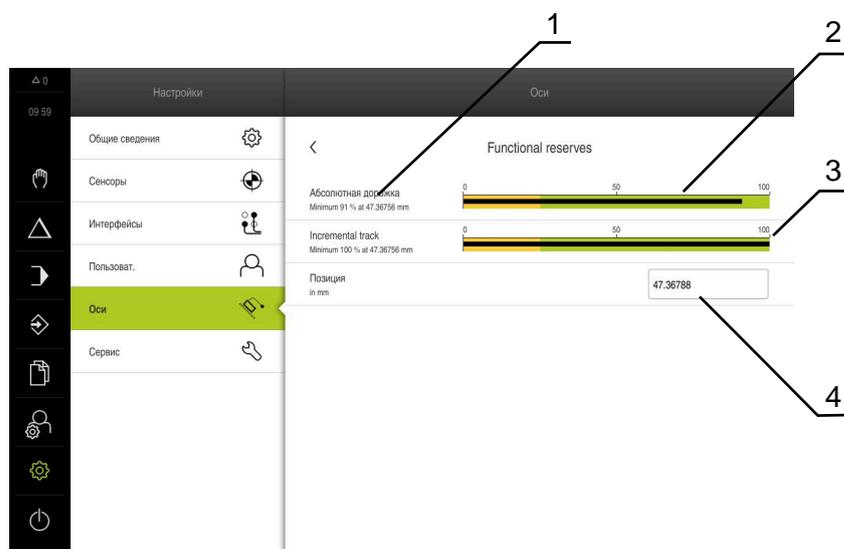 1
2
3
4
△ 0
09 59
Настройки
Оси
Общие сведения
Сенсоры
Интерфейсы
Пользоват.
Оси
Сервис
Functional reserves
Абсолютная дорожка
Minimum 91 % at 47.36756 mm
0 50 100
Incremental track
Minimum 100 % at 47.36756 mm
0 50 100
Позиция
in mm
47.36788